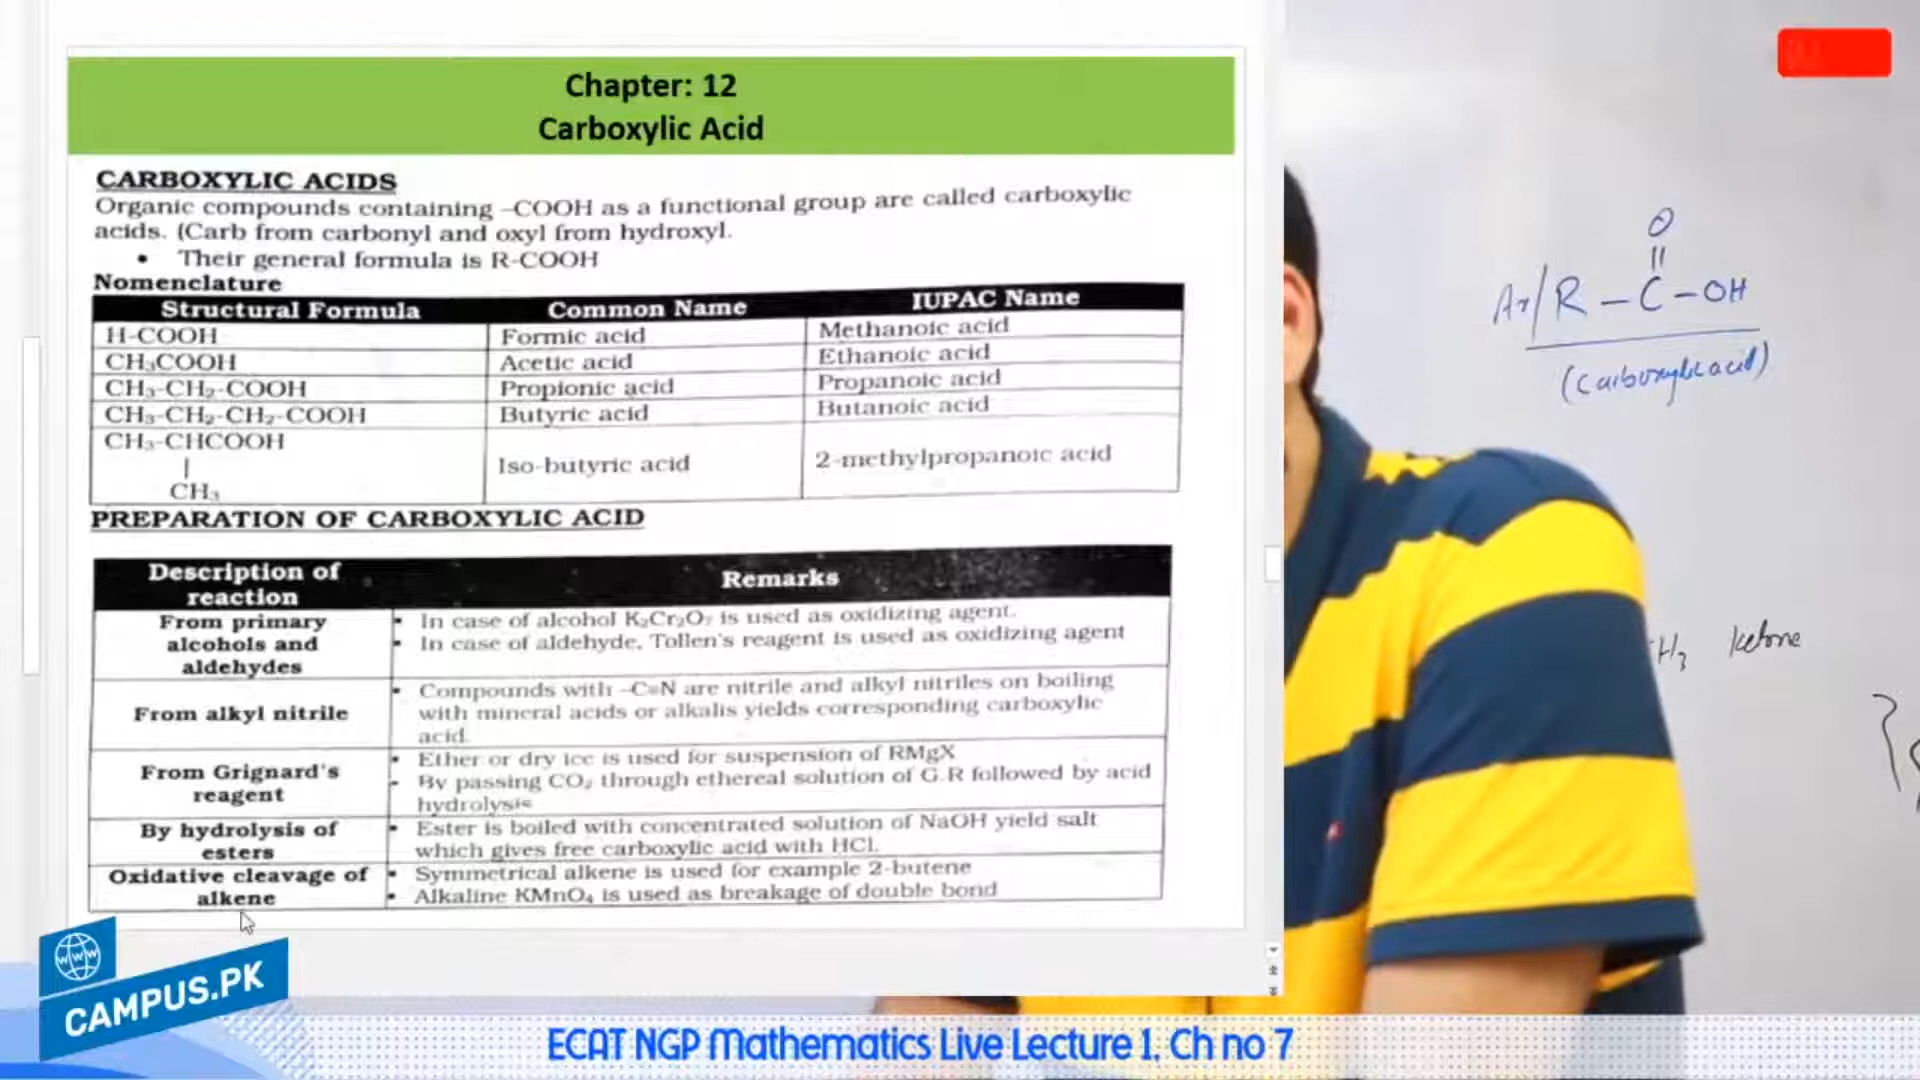 Chapter: 12
Carboxylic Acid
CARBOXYLIC ACIDS
Organic compounds containing –COOH as a functional group are called carboxylic
acids. (Carb from carbonyl and oxyl from hydroxyl.
• Their general formula is R-COOH
Nomenclature
Structural Formula Common Name IUPAC Name
H-COOH Formic acid Methanoic acid
CH₃COOH Acetic acid Ethanoic acid
CH₃-CH₂-COOH Propionic acid Propanoic acid
CH₃-CH₂-CH₂-COOH Butyric acid Butanoic acid
CH₃-CHCOOH
|
CH₃
Iso-butyric acid 2-methylpropanoic acid
PREPARATION OF CARBOXYLIC ACID
Description of
reaction
Remarks
From primary
alcohols and
aldehydes
• In case of alcohol K₂Cr₂O₇ is used as oxidizing agent.
• In case of aldehyde, Tollen's reagent is used as oxidizing agent
From alkyl nitrile
• Compounds with –C≡N are nitrile and alkyl nitriles on boiling
with mineral acids or alkalis yields corresponding carboxylic
acid.
From Grignard's
reagent
• Ether or dry ice is used for suspension of RMgX
- By passing CO₂ through ethereal solution of G.R followed by acid
hydrolysis
By hydrolysis of
esters
• Ester is boiled with concentrated solution of NaOH yield salt
which gives free carboxylic acid with HCl.
Oxidative cleavage of
alkene
• Symmetrical alkene is used for example 2-butene
• Alkaline KMnO₄ is used as breakage of double bond
O
||
Ar/R – C – OH
(Carboxylic acid)
H₃ ketone
WWW
CAMPUS.PK
ECAT NGP Mathematics Live Lecture 1, Ch no 7